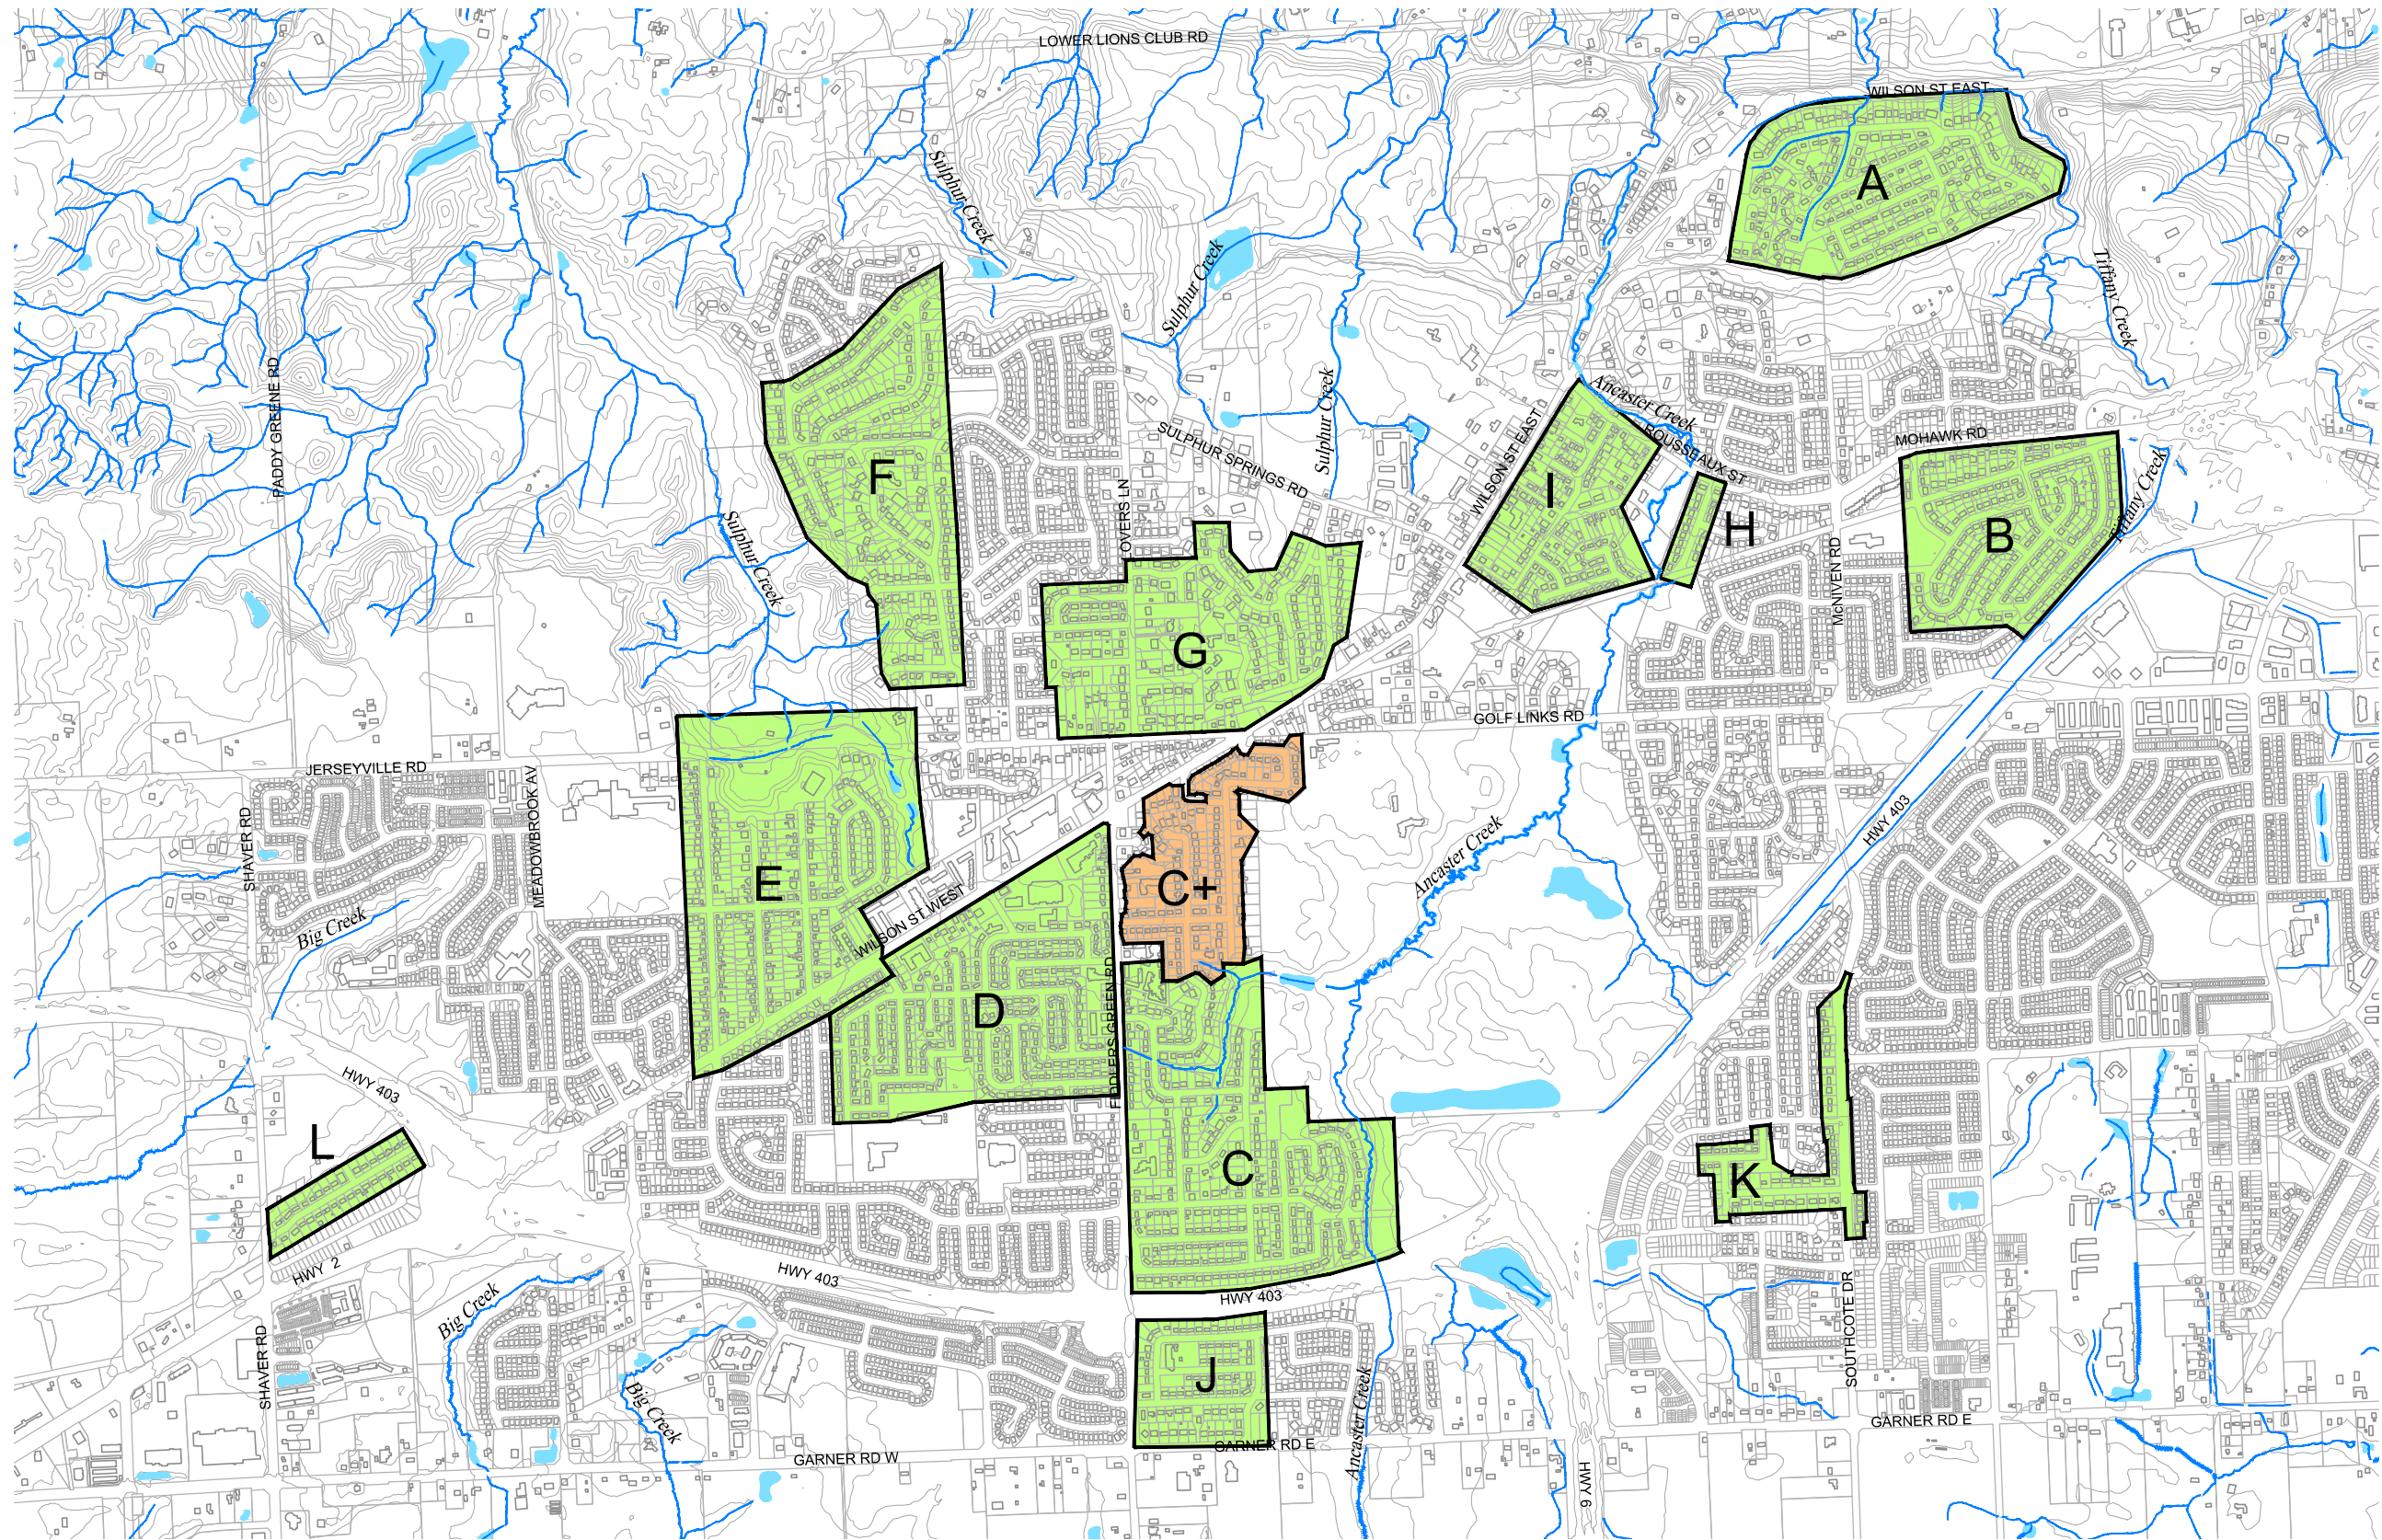 LOWER LIONS CLUB RD
WILSON ST EAST
A
Sulphur Creek
Sulphur Creek
Tiffany Creek
PADDY GREENE RD
F
Sulphur Creek
SULPHUR SPRINGS RD
LOVERS LN
WILSON ST EAST
Ancaster Creek
ROUSSEAUX ST
I
H
MOHAWK RD
B
Tiffany Creek
McNIVEN RD
Sulphur Creek
G
GOLF LINKS RD
JERSEYVILLE RD
SHAVER RD
MEADOWBROOK AV
E
C+
Ancaster Creek
HWY 403
Big Creek
WILSON ST WEST
D
FIDDLERS GREEN RD
HWY 403
L
C
K
HWY 2
HWY 403
HWY 403
Big Creek
SHAVER RD
Big Creek
J
Ancaster Creek
SOUTHCOTE DR
GARNER RD E
GARNER RD E
GARNER RD W
HWY 6